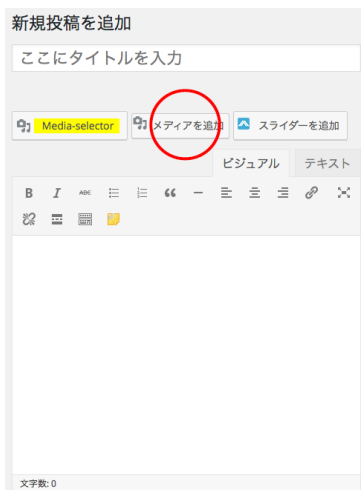 新規投稿を追加
ここにタイトルを入力
Media-selector メディアを追加 スライダーを追加
ビジュアル テキスト
B I ABC
文字数: 0